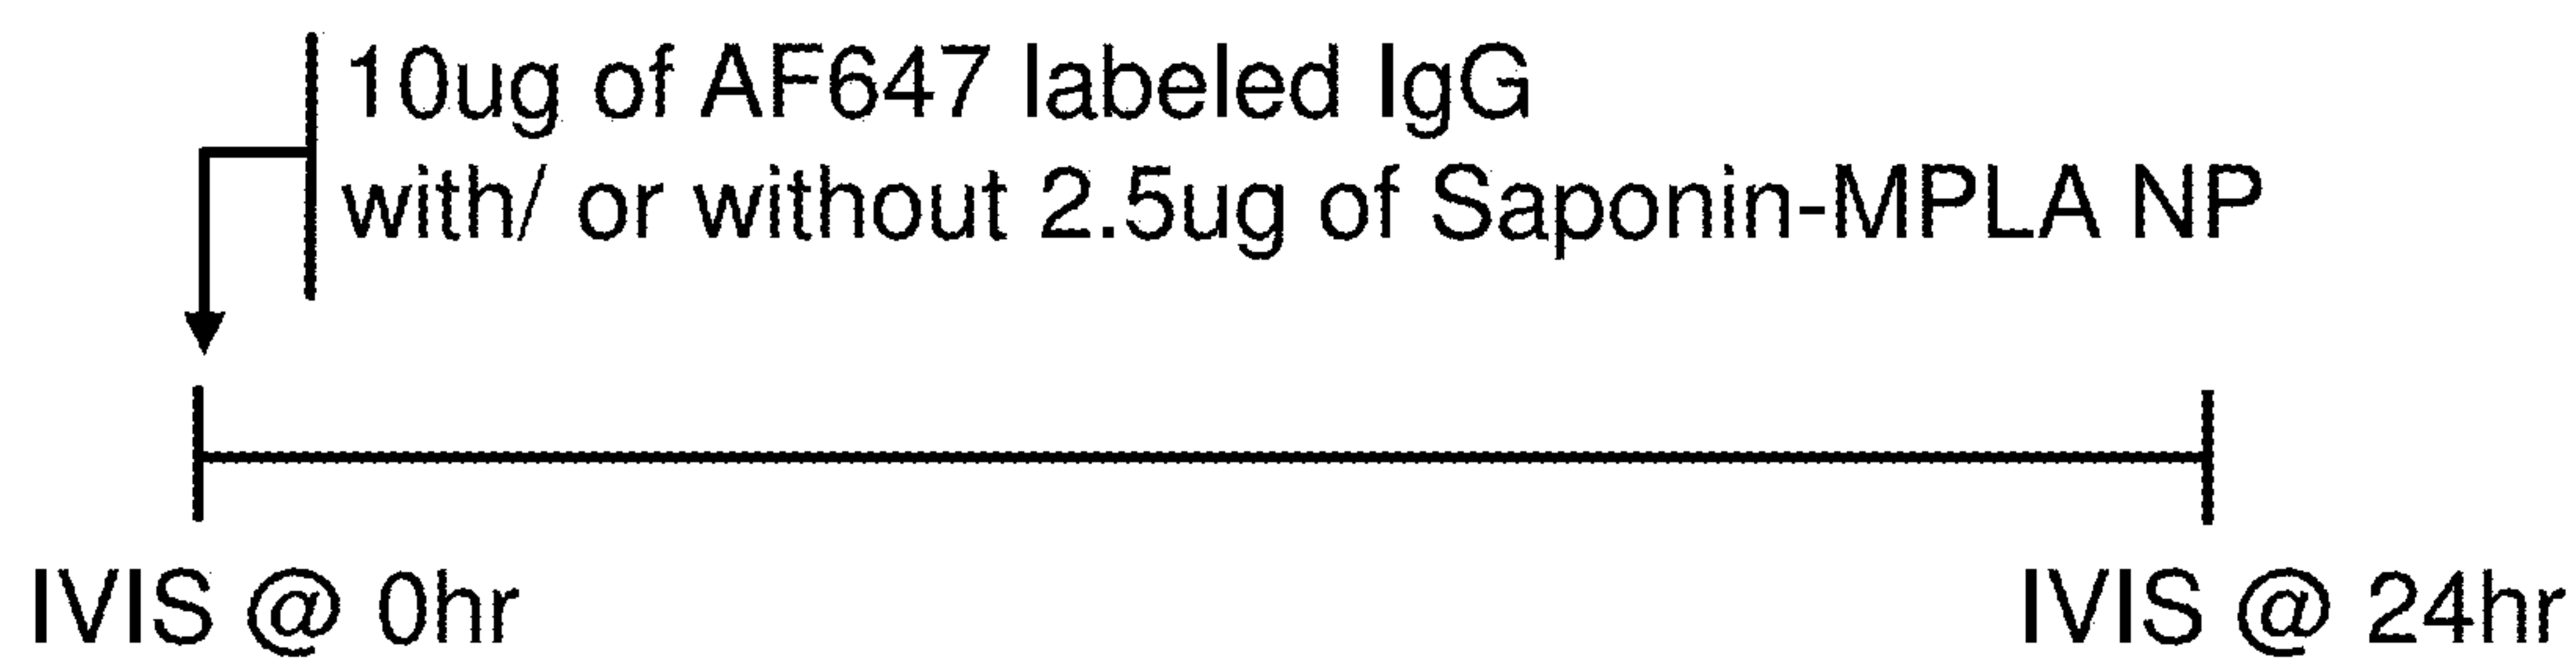 10ug of AF647 labeled IgG
with/ or without 2.5ug of Saponin-MPLA NP
IVIS @ 0hr
IVIS @ 24hr